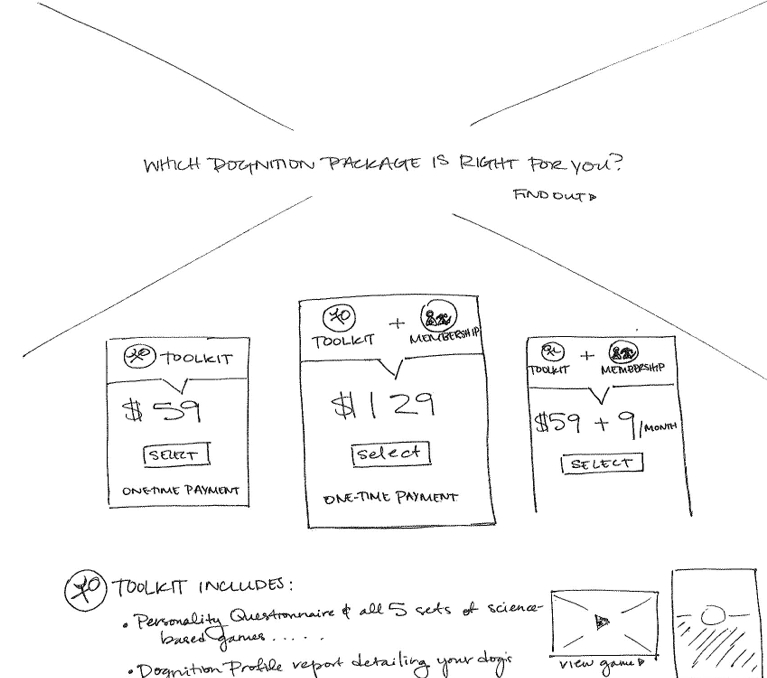 WHICH DOGNITION PACKAGE IS RIGHT FOR YOU?
FIND OUT
TOOLKIT
$59
SELECT
ONE-TIME PAYMENT
TOOLKIT + MEMBERSHIP
$129
select
ONE-TIME PAYMENT
TOOLKIT + MEMBERSHIP
$59 + 9/MONTH
SELECT
TOOLKIT INCLUDES:
• Personality Questionnaire & all 5 sets of science-
based games.....
• Dognition Profile report detailing your dog's
view game